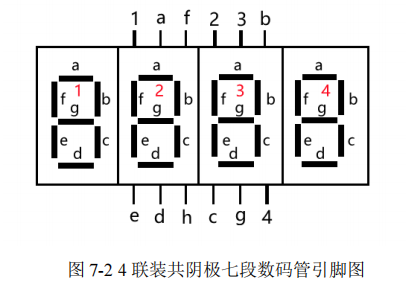 1 a f 2 3 b
a a a a
f 1 b f 2 b f 3 b f 4 b
g g g g
e c e c e c e c
d d d d
e d h c g 4
图 7-2 4 联装共阴极七段数码管引脚图